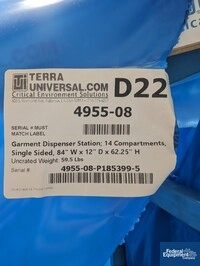 TERRA
UNIVERSAL.COM
Critical Environment Solutions
D22
4955-08
SERIAL # MUST
MATCH LABEL
Garment Dispenser Station; 14 Compartments,
Single Sided, 84" W x 12" D x 62.25" H
Uncrated Weight: 59.5 Lbs
Serial #
4955-08-P185399-5
Federal
Equipment
Company